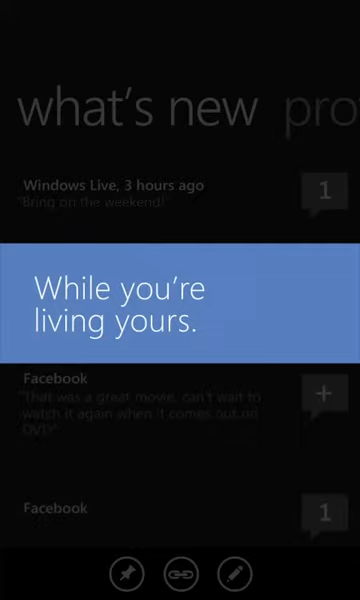 what's new pro
Windows Live, 3 hours ago
"Bring on the weekend!"
1
While you're
living yours.
Facebook
"That was a great movie, can't wait to
watch it again when it comes out on
DVD"
+
Facebook
1